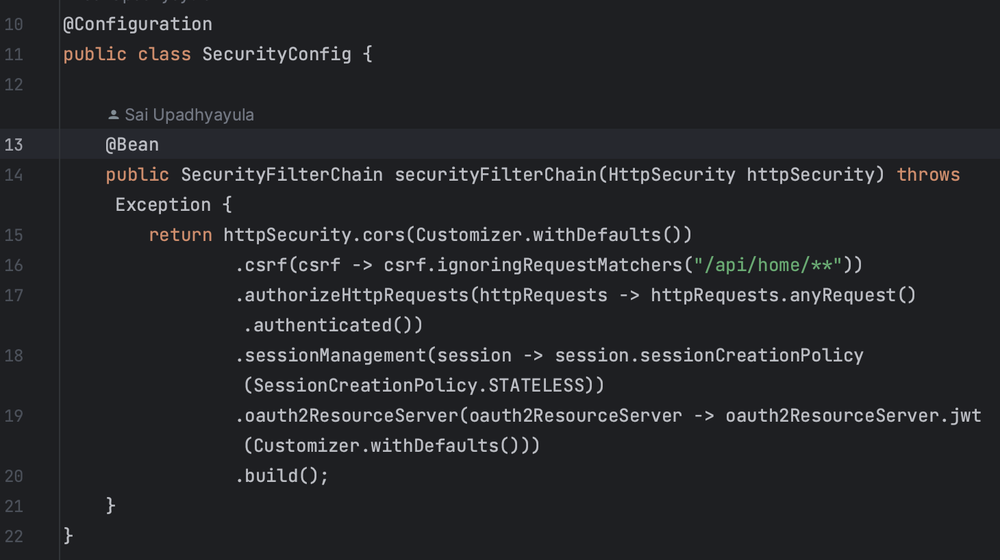 10 @Configuration
11 public class SecurityConfig {
12
Sai Upadhyayula
13 @Bean
14 public SecurityFilterChain securityFilterChain(HttpSecurity httpSecurity) throws
Exception {
15 return httpSecurity.cors(Customizer.withDefaults())
16 .csrf(csrf -> csrf.ignoringRequestMatchers("/api/home/**"))
17 .authorizeHttpRequests(httpRequests -> httpRequests.anyRequest()
.authenticated())
18 .sessionManagement(session -> session.sessionCreationPolicy
(SessionCreationPolicy.STATELESS))
19 .oauth2ResourceServer(oauth2ResourceServer -> oauth2ResourceServer.jwt
(Customizer.withDefaults()))
20 .build();
21 }
22 }